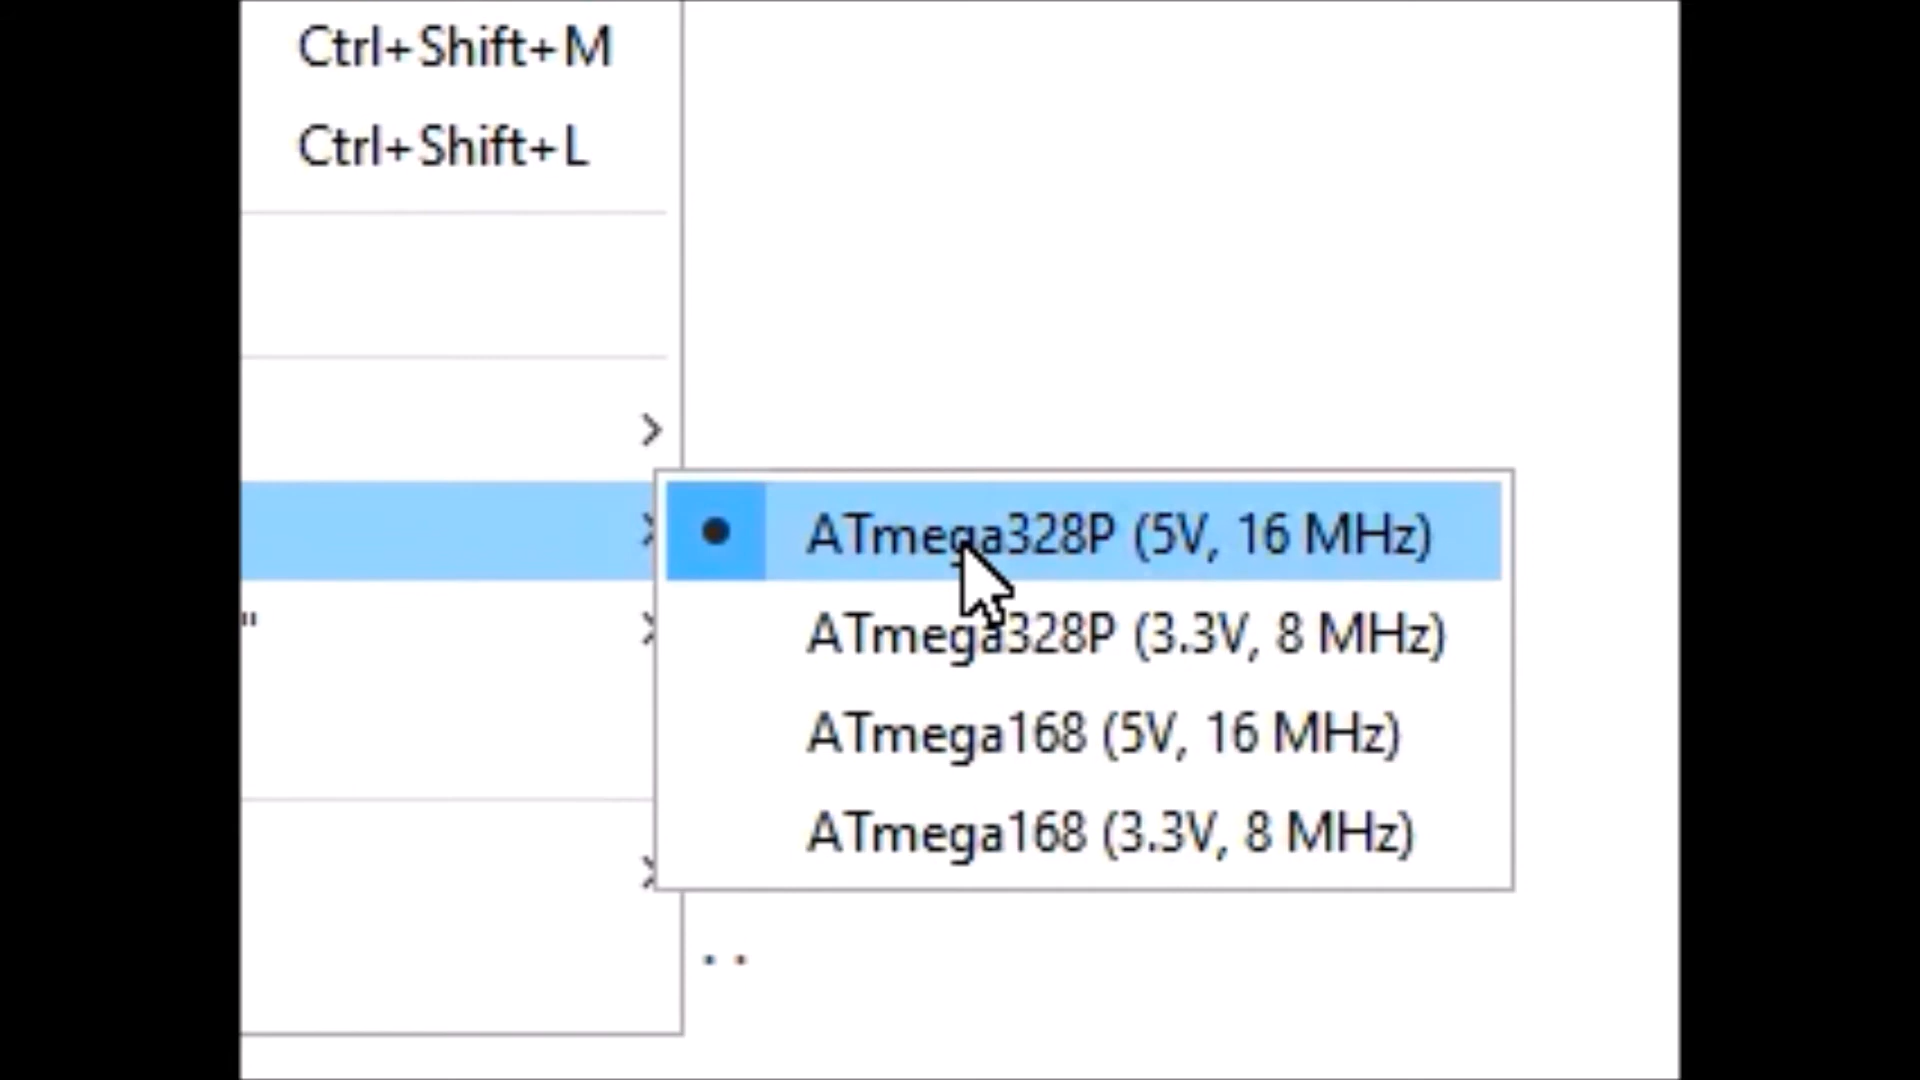 Ctrl+Shift+M
Ctrl+Shift+L
"
ATmega328P (5V, 16 MHz)
ATmega328P (3.3V, 8 MHz)
ATmega168 (5V, 16 MHz)
ATmega168 (3.3V, 8 MHz)